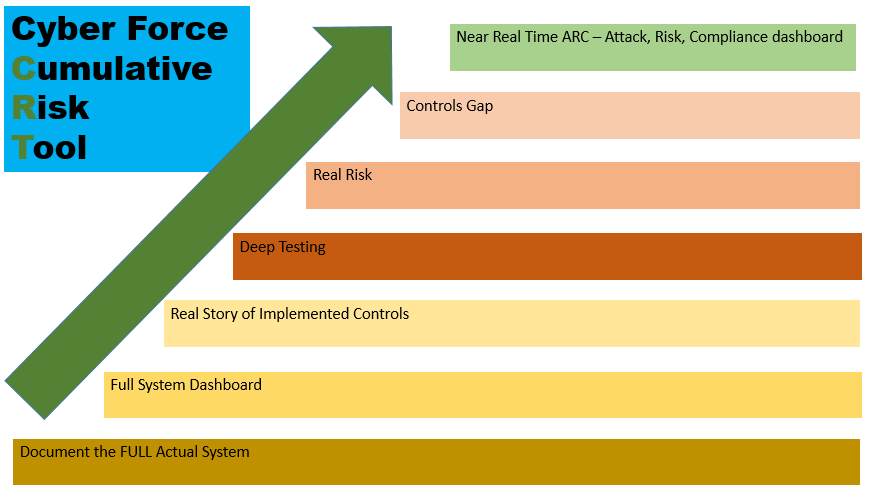 Cyber Force
Cumulative
Risk
Tool
Near Real Time ARC – Attack, Risk, Compliance dashboard
Controls Gap
Real Risk
Deep Testing
Real Story of Implemented Controls
Full System Dashboard
Document the FULL Actual System